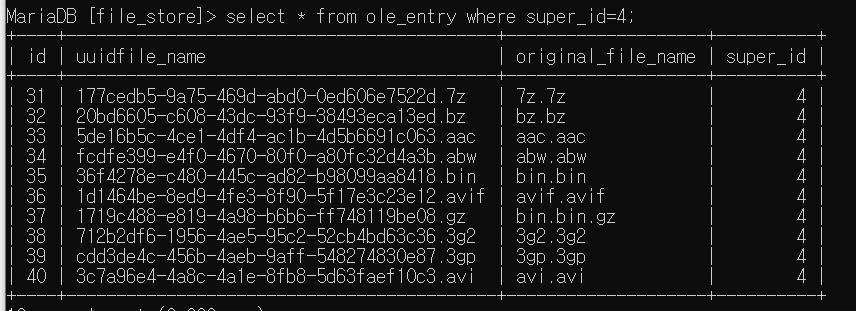 MariaDB [file_store]> select * from ole_entry where super_id=4;
| id | uuidfile_name | original_file_name | super_id |
| 31 | 177cedb5-9a75-469d-abd0-0ed606e7522d.7z | 7z.7z | 4 |
| 32 | 20bd6605-c608-43dc-93f9-38493eca13ed.bz | bz.bz | 4 |
| 33 | 5de16b5c-4ce1-4df4-ac1b-4d5b6691c063.aac | aac.aac | 4 |
| 34 | fcdfe399-e4f0-4670-80f0-a80fc32d4a3b.abw | abw.abw | 4 |
| 35 | 36f4278e-c480-445c-ad82-b98099aa8418.bin | bin.bin | 4 |
| 36 | 1d1464be-8ed9-4fe3-8f90-5f17e3c23e12.avif | avif.avif | 4 |
| 37 | 1719c488-e819-4a98-b6b6-ff748119be08.gz | bin.bin.gz | 4 |
| 38 | 712b2df6-1956-4ae5-95c2-52cb4bd63c36.3g2 | 3g2.3g2 | 4 |
| 39 | cdd3de4c-456b-4aeb-9aff-548274830e87.3gp | 3gp.3gp | 4 |
| 40 | 3c7a96e4-4a8c-4a1e-8fb8-5d63faef10c3.avi | avi.avi | 4 |